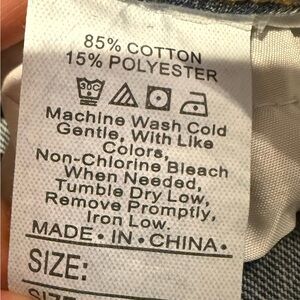 85% COTTON
15% POLYESTER
30C
Machine Wash Cold
Gentle, With Like
Colors,
Non-Chlorine Bleach
When Needed,
Tumble Dry Low,
Remove Promptly,
Iron Low.
MADE·IN·CHINA·
SIZE: